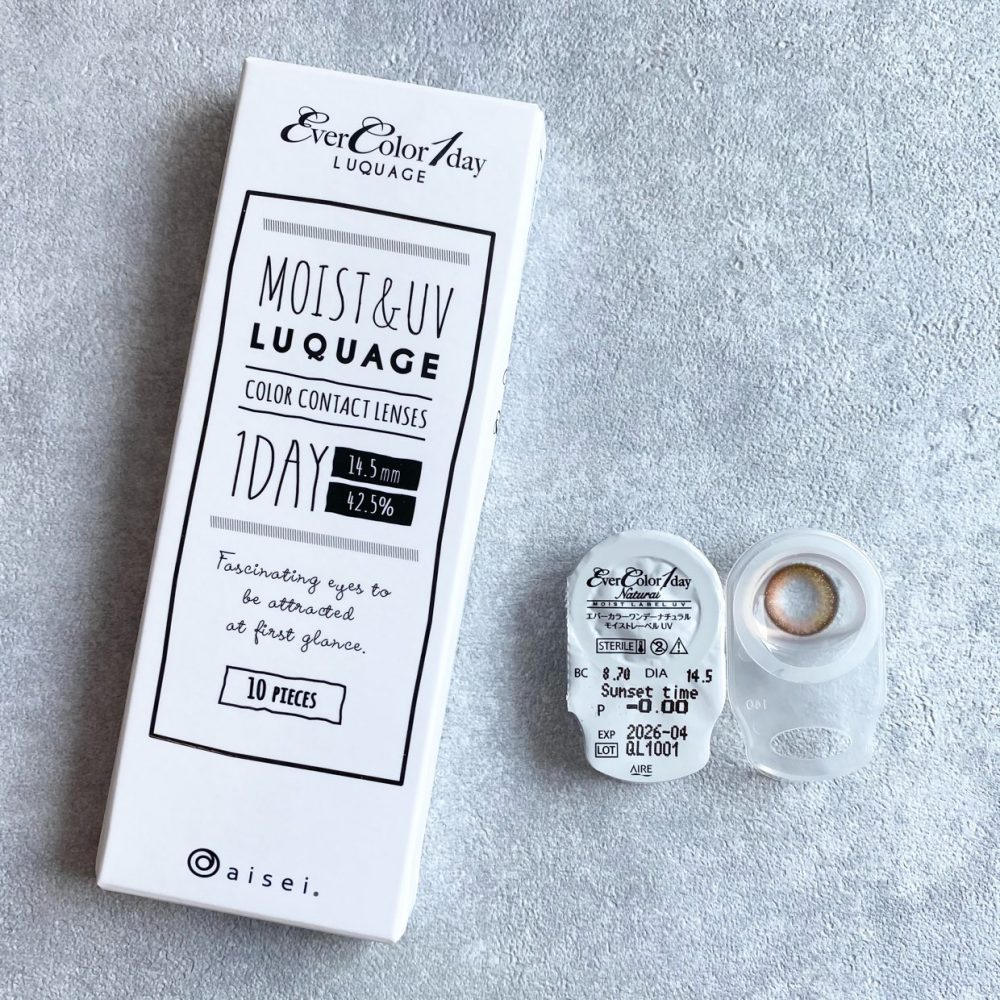 EverColor1day
LUQUAGE
MOIST&UV
LUQUAGE
COLOR CONTACT LENSES
1DAY
14.5mm
42.5%
Fascinating eyes to
be attracted
at first glance.
10 PIECES
aisei.
EverColor1day
Natural
MOIST LABEL UV
エバーカラーワンデーナチュラル
モイストレーベル UV
STERILE
2
BC 8.70 DIA 14.5
Sunset time
P -0.00
EXP 2026-04
LOT QL1001
AIRE